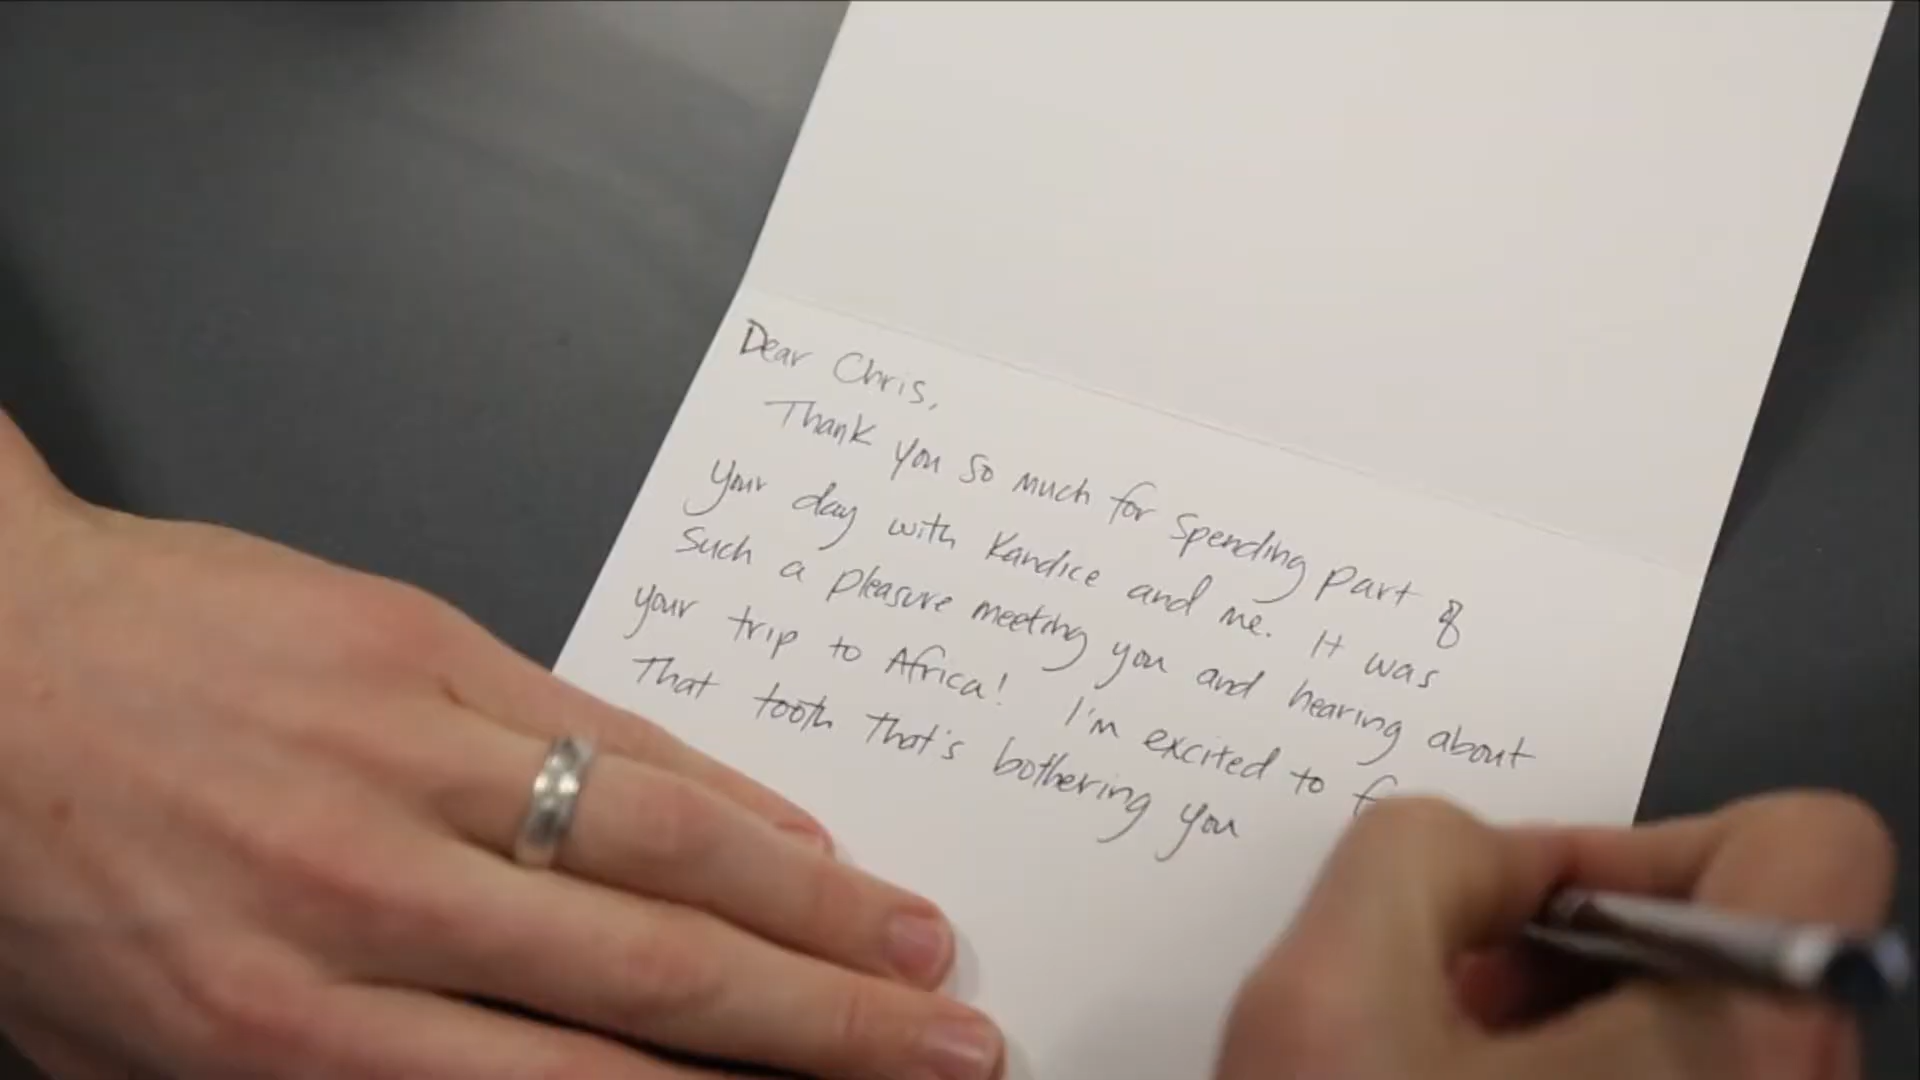 Dear Chris,
Thank you so much for spending part of
your day with Kandice and me. It was
such a pleasure meeting you and hearing about
your trip to Africa! I'm excited to
That tooth that's bothering you